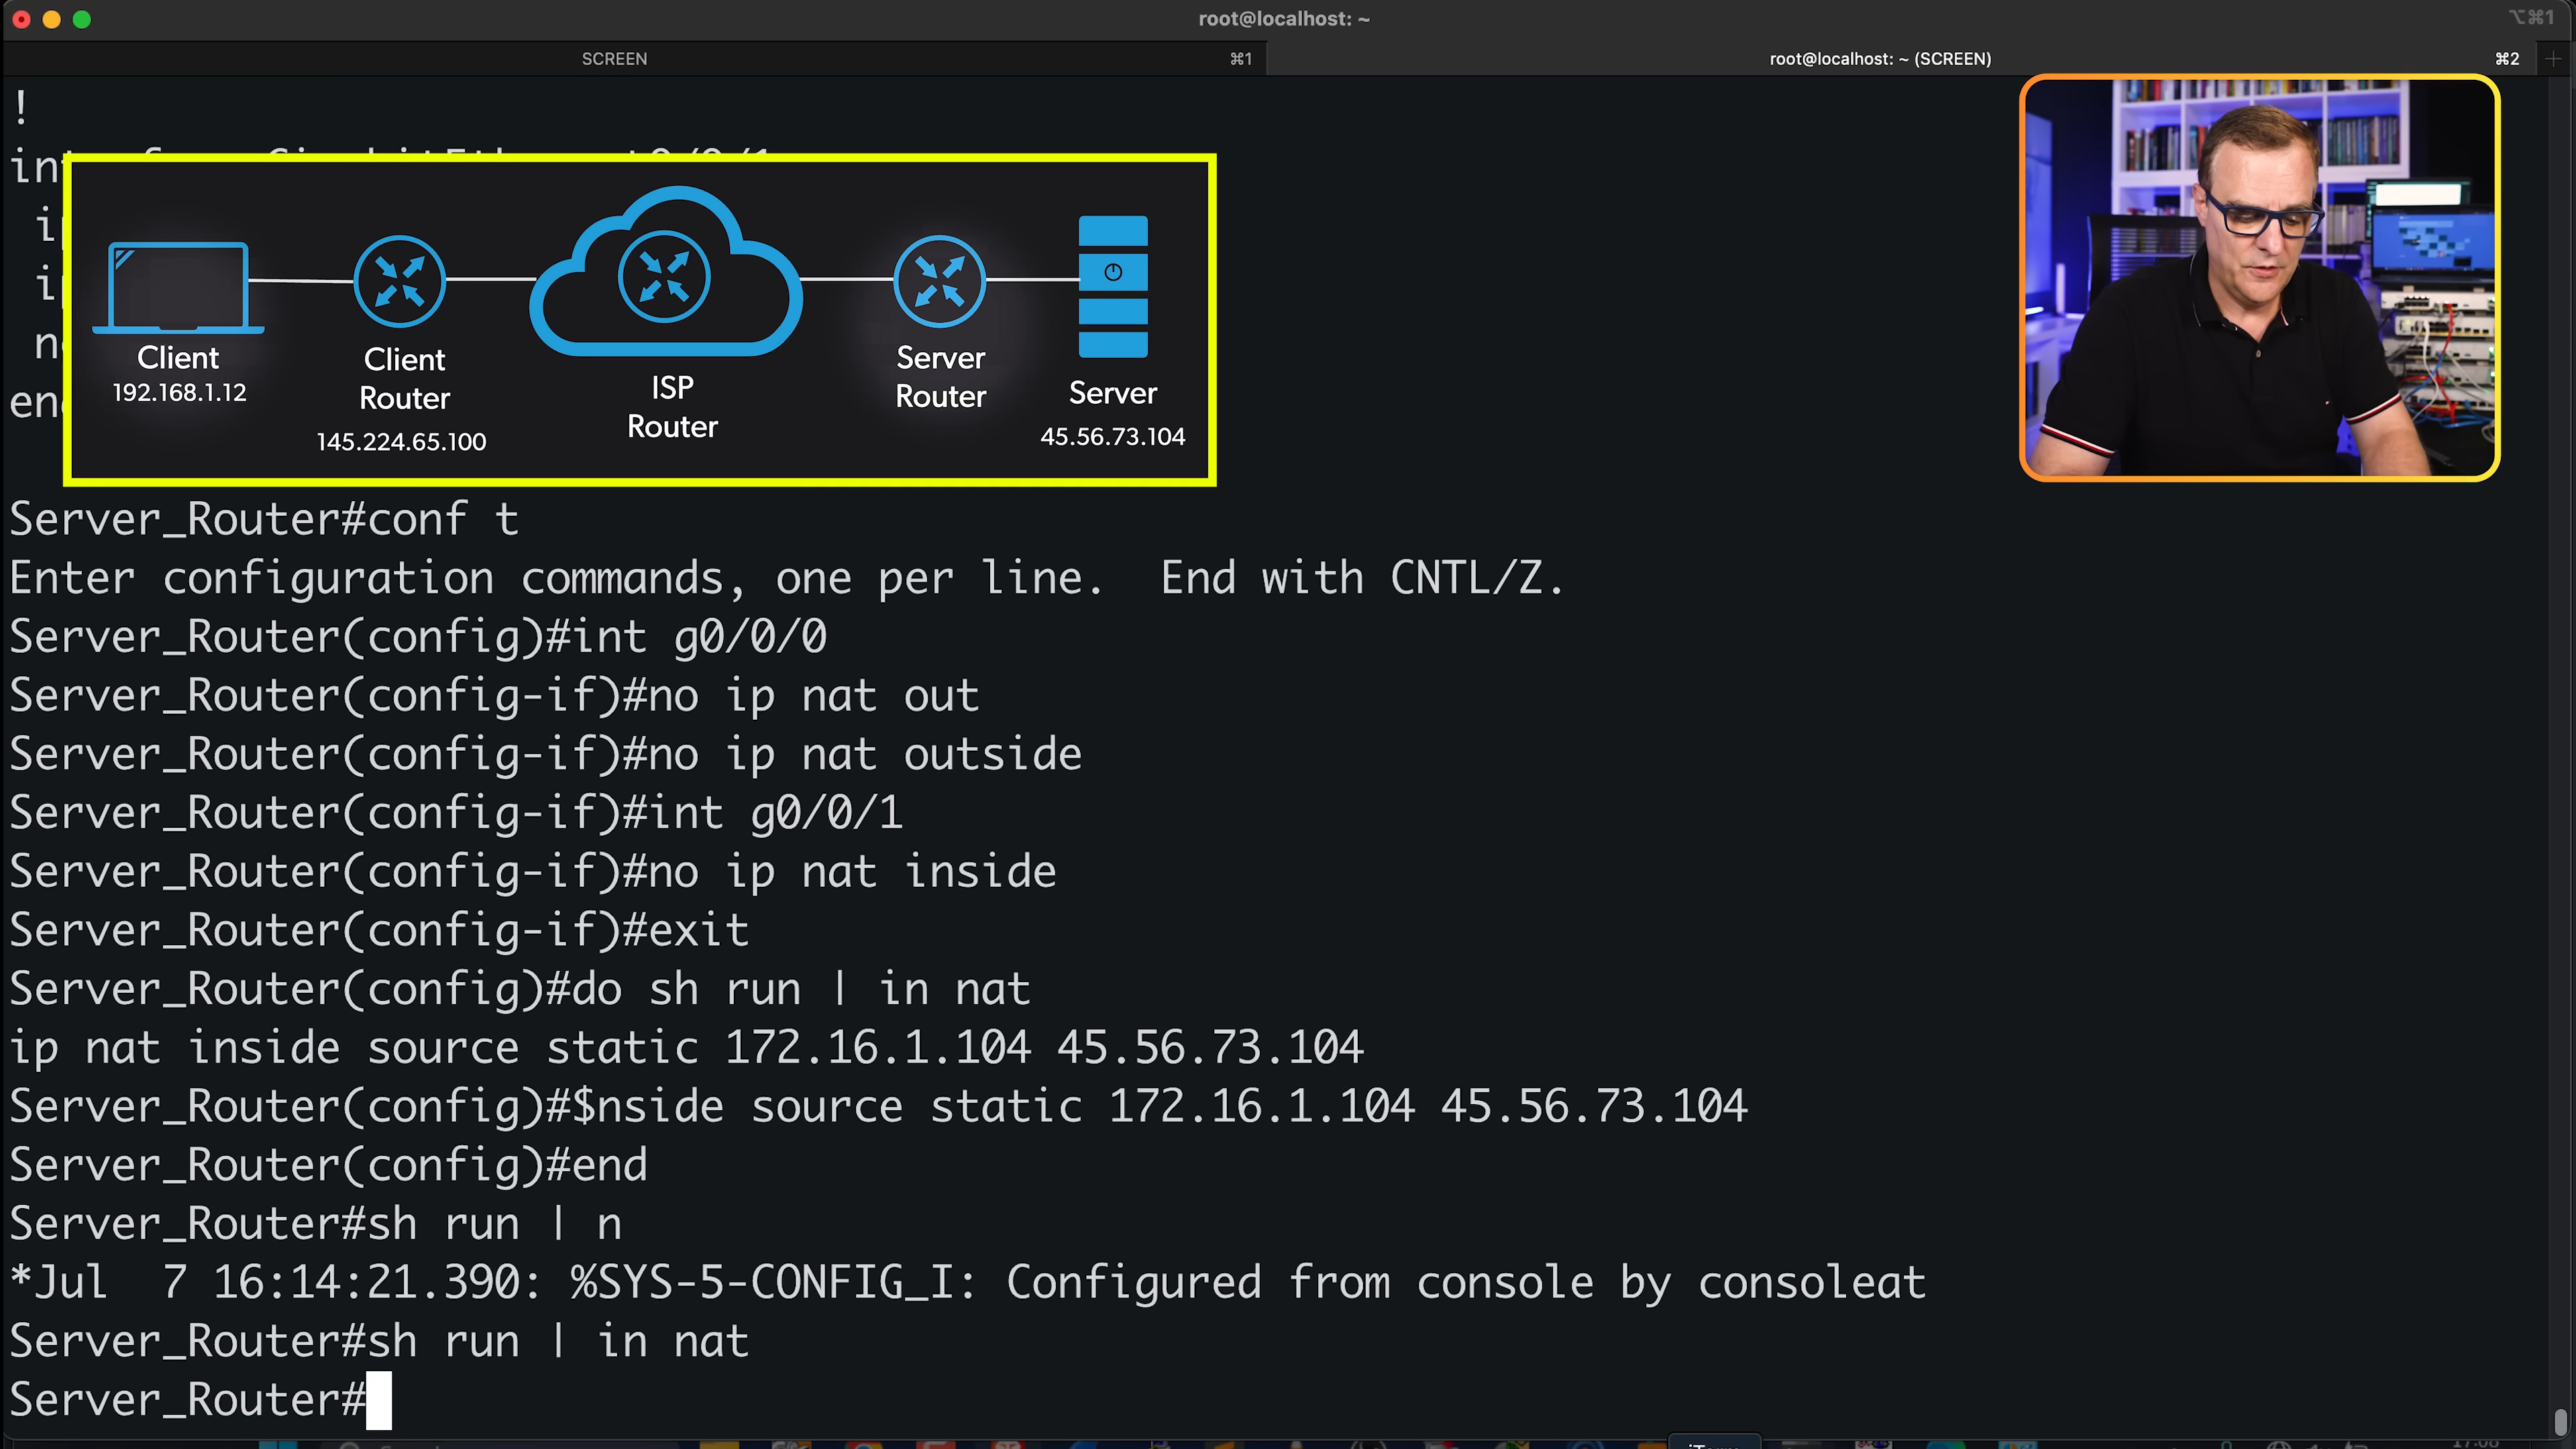 root@localhost: ~
⌥⌘1
SCREEN ⌘1
root@localhost: ~ (SCREEN) ⌘2 +
!
Client
192.168.1.12
Client
Router
145.224.65.100
ISP
Router
Server
Router
Server
45.56.73.104
Server_Router#conf t
Enter configuration commands, one per line.  End with CNTL/Z.
Server_Router(config)#int g0/0/0
Server_Router(config-if)#no ip nat out
Server_Router(config-if)#no ip nat outside
Server_Router(config-if)#int g0/0/1
Server_Router(config-if)#no ip nat inside
Server_Router(config-if)#exit
Server_Router(config)#do sh run | in nat
ip nat inside source static 172.16.1.104 45.56.73.104
Server_Router(config)#$nside source static 172.16.1.104 45.56.73.104
Server_Router(config)#end
Server_Router#sh run | n
*Jul  7 16:14:21.390: %SYS-5-CONFIG_I: Configured from console by consoleat
Server_Router#sh run | in nat
Server_Router#